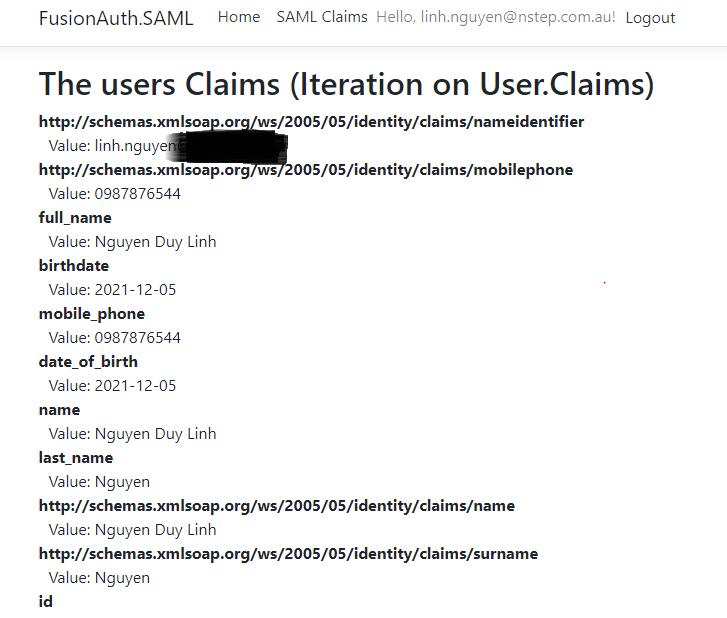 FusionAuth.SAML Home SAML Claims Hello, linh.nguyen@nstep.com.au! Logout
The users Claims (Iteration on User.Claims)
http://schemas.xmlsoap.org/ws/2005/05/identity/claims/nameidentifier
Value: linh.nguyen
http://schemas.xmlsoap.org/ws/2005/05/identity/claims/mobilephone
Value: 0987876544
full_name
Value: Nguyen Duy Linh
birthdate
Value: 2021-12-05
mobile_phone
Value: 0987876544
date_of_birth
Value: 2021-12-05
name
Value: Nguyen Duy Linh
last_name
Value: Nguyen
http://schemas.xmlsoap.org/ws/2005/05/identity/claims/name
Value: Nguyen Duy Linh
http://schemas.xmlsoap.org/ws/2005/05/identity/claims/surname
Value: Nguyen
id